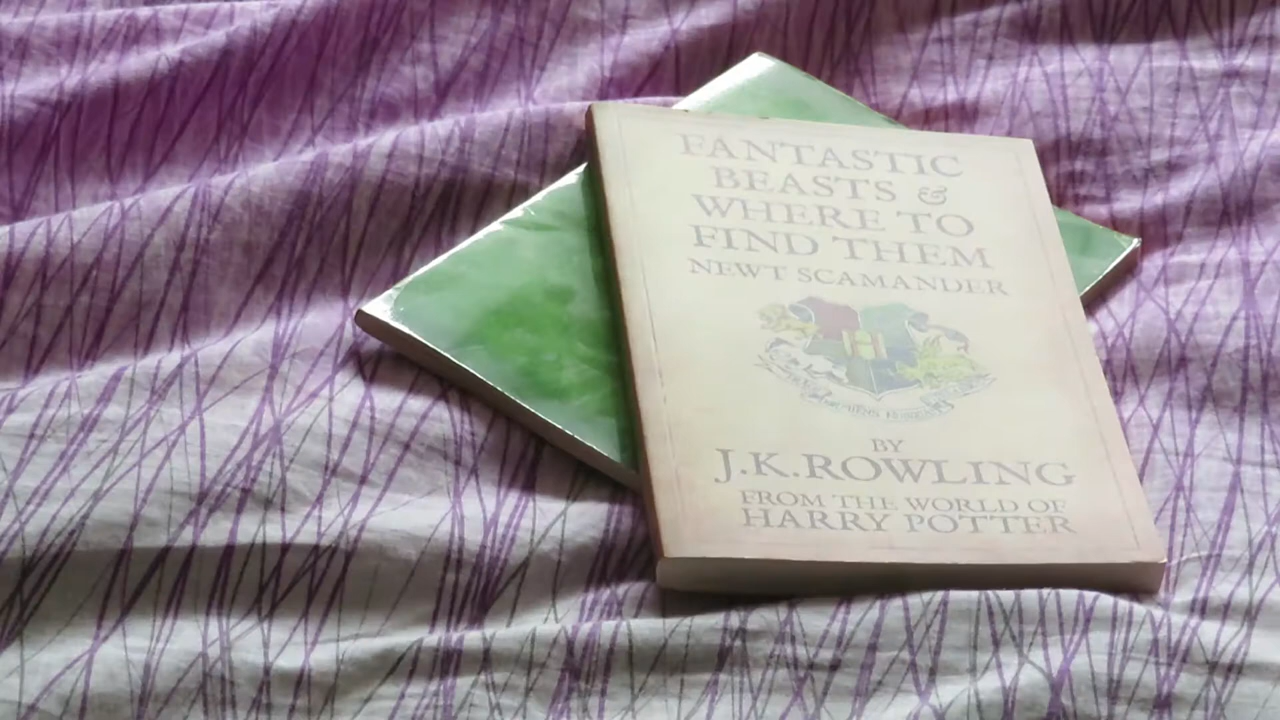 FANTASTIC
BEASTS &
WHERE TO
FIND THEM
NEWT SCAMANDER
H
BY
J.K.ROWLING
FROM THE WORLD OF
HARRY POTTER